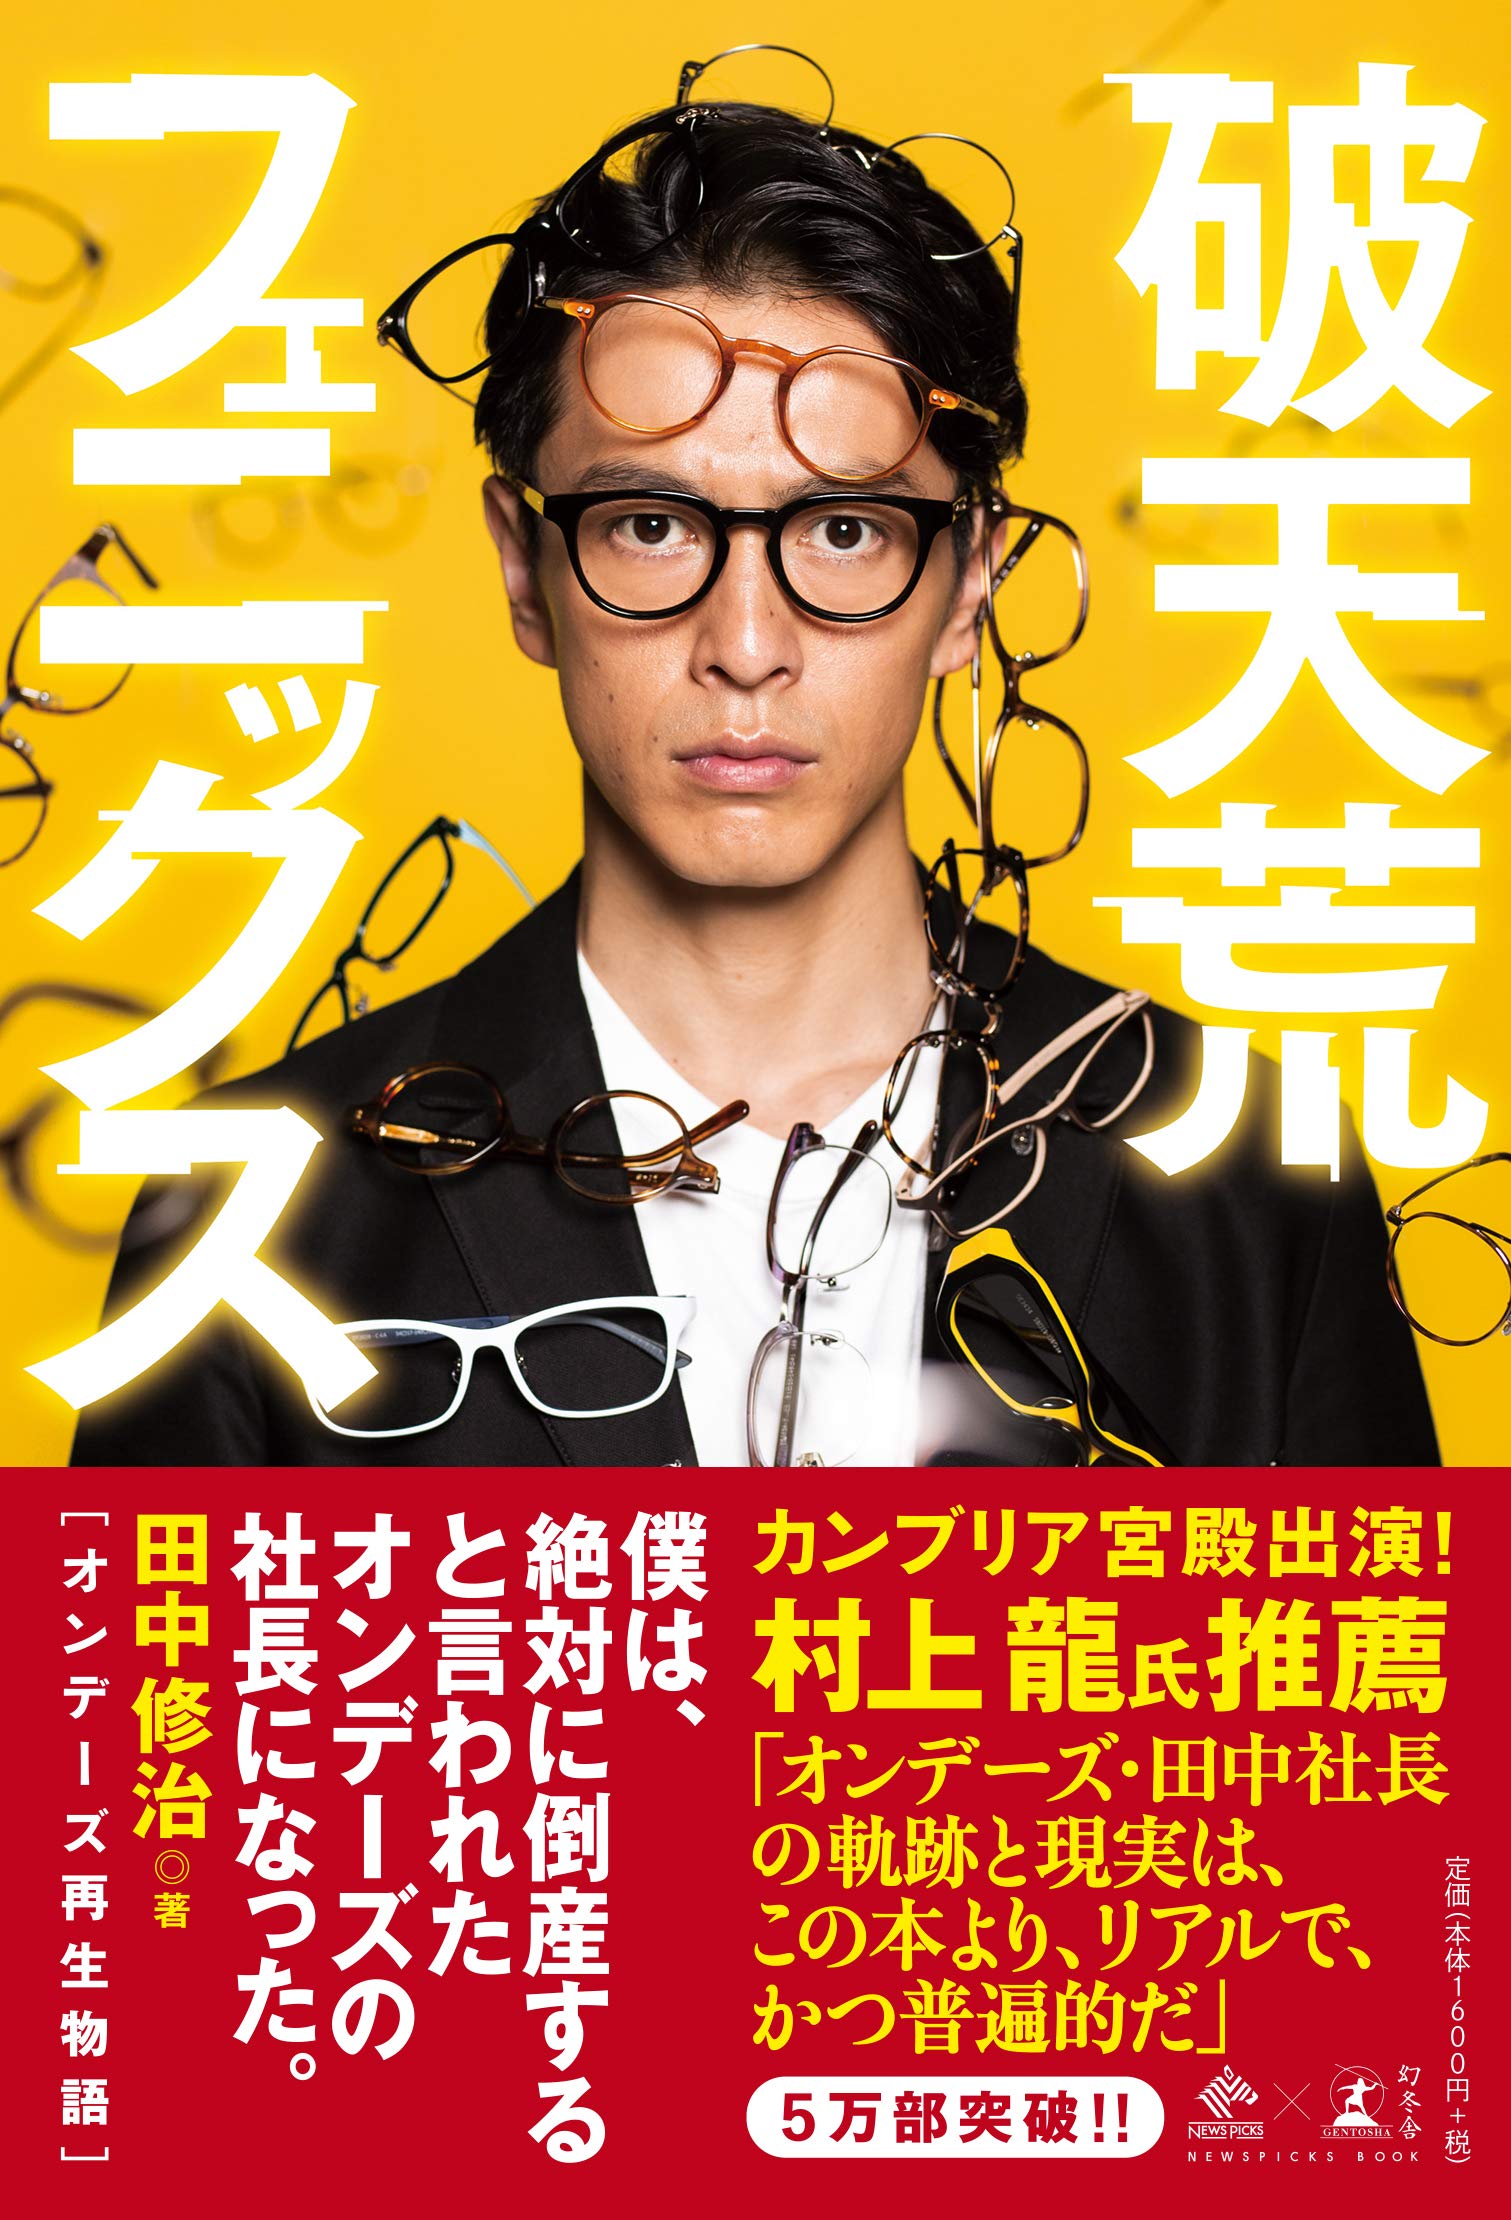 破天荒
フェニックス
カンブリア宮殿出演!
村上龍氏推薦
「オンデーズ・田中社長
の軌跡と現実は、
この本より、リアルで、
かつ普遍的だ」
5万部突破!!
僕は、
絶対に倒産する
と言われた
オンデーズの
社長になった。
田中修治◎著
[オンデーズ再生物語]
定価(本体1600円+税)
NEWS PICKS
×
GENTOSHA
幻冬舎
NEWSPICKS BOOK